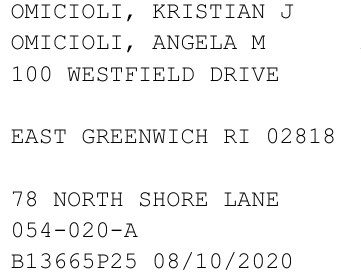 OMICIOLI, KRISTIAN J
OMICIOLI, ANGELA M
100 WESTFIELD DRIVE
EAST GREENWICH RI 02818
78 NORTH SHORE LANE
054-020-A
B13665P25 08/10/2020